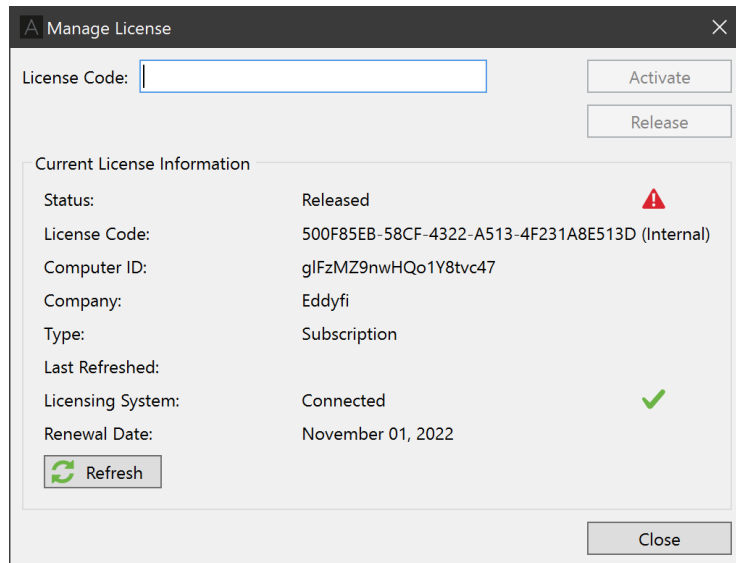 Manage License
License Code:
Activate
Release
Current License Information
Status: Released
License Code: 500F85EB-58CF-4322-A513-4F231A8E513D (Internal)
Computer ID: glFzMZ9nwHQo1Y8tvc47
Company: Eddyfi
Type: Subscription
Last Refreshed:
Licensing System: Connected
Renewal Date: November 01, 2022
Refresh
Close